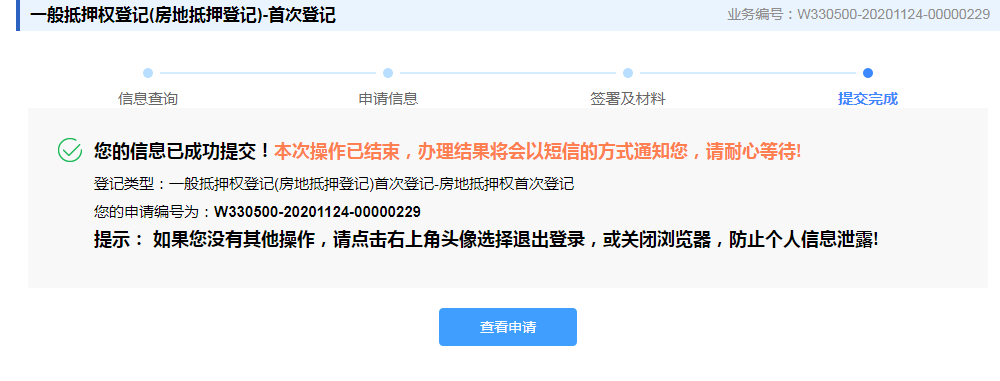 一般抵押权登记(房地抵押登记)-首次登记
业务编号：W330500-20201124-00000229
信息查询
申请信息
签署及材料
提交完成
您的信息已成功提交！本次操作已结束，办理结果将会以短信的方式通知您，请耐心等待!
登记类型：一般抵押权登记(房地抵押登记)首次登记-房地抵押权首次登记
您的申请编号为：W330500-20201124-00000229
提示： 如果您没有其他操作，请点击右上角头像选择退出登录，或关闭浏览器，防止个人信息泄露!
查看申请